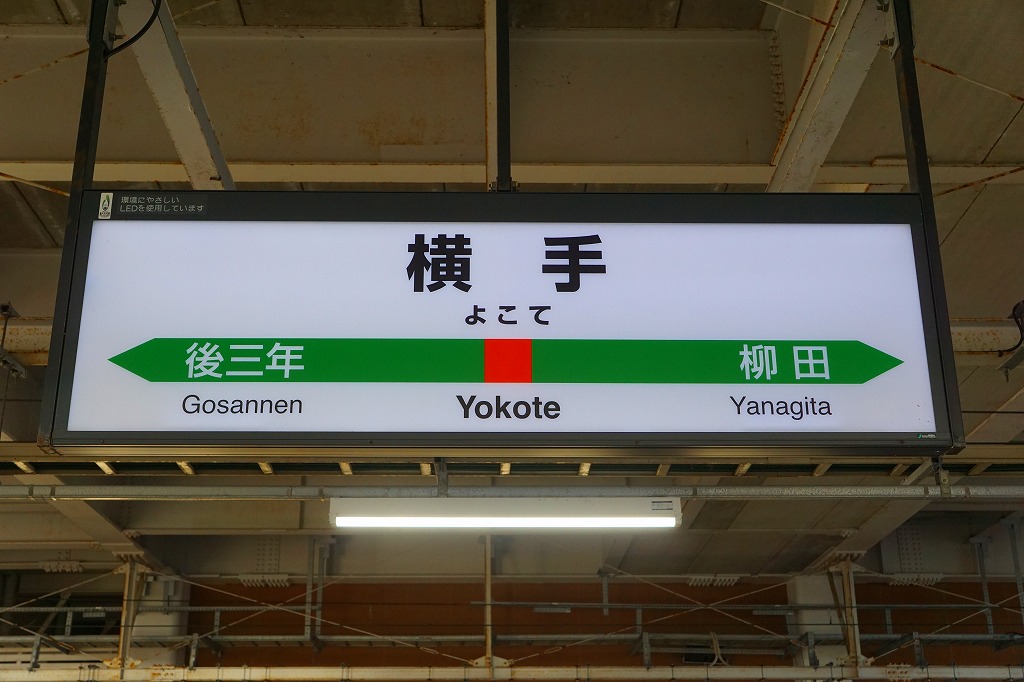 環境にやさしい
LEDを使用しています
横手
よこて
後三年 柳田
Gosannen Yokote Yanagita